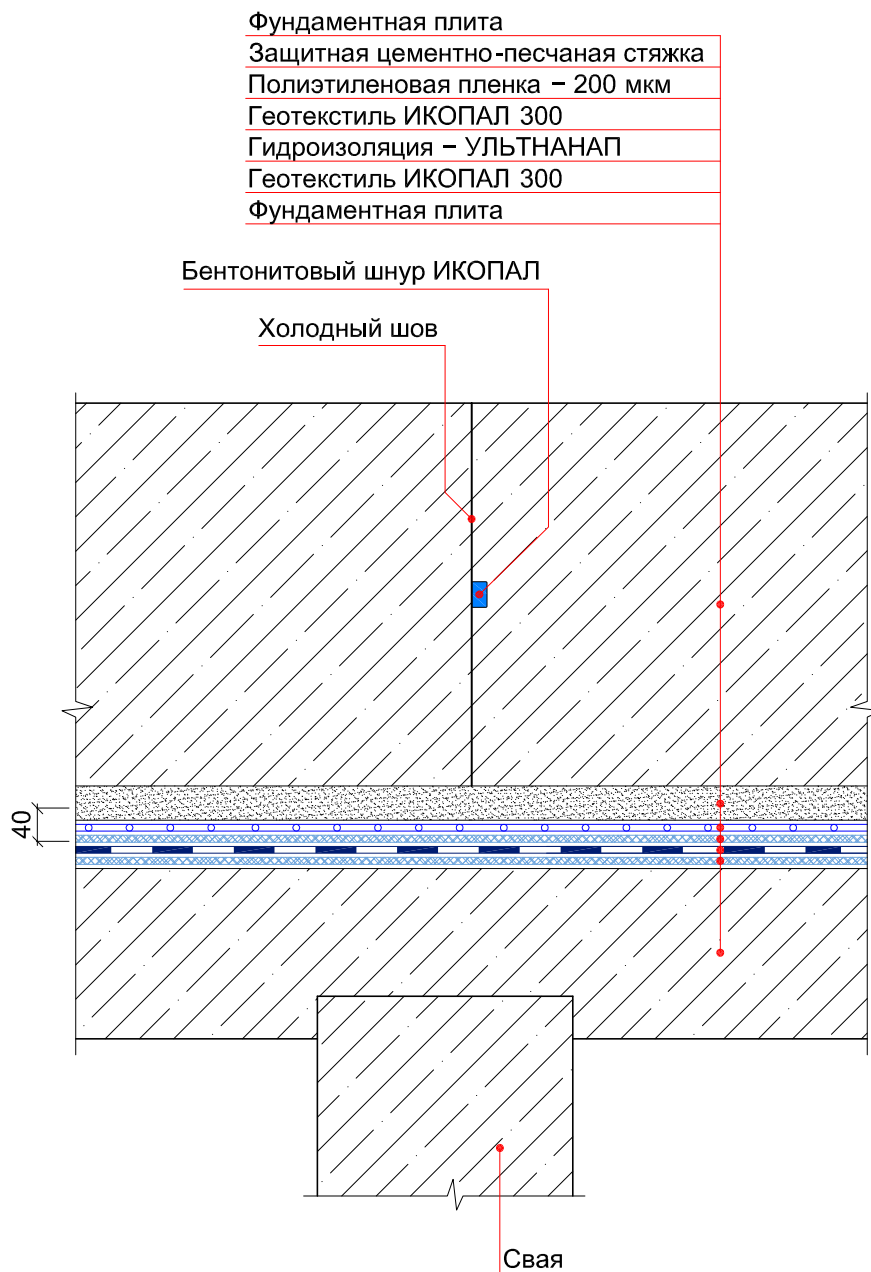 Фундаментная плита
Защитная цементно-песчаная стяжка
Полиэтиленовая пленка – 200 мкм
Геотекстиль ИКОПАЛ 300
Гидроизоляция – УЛЬТНАНАП
Геотекстиль ИКОПАЛ 300
Фундаментная плита
Бентонитовый шнур ИКОПАЛ
Холодный шов
40
Свая